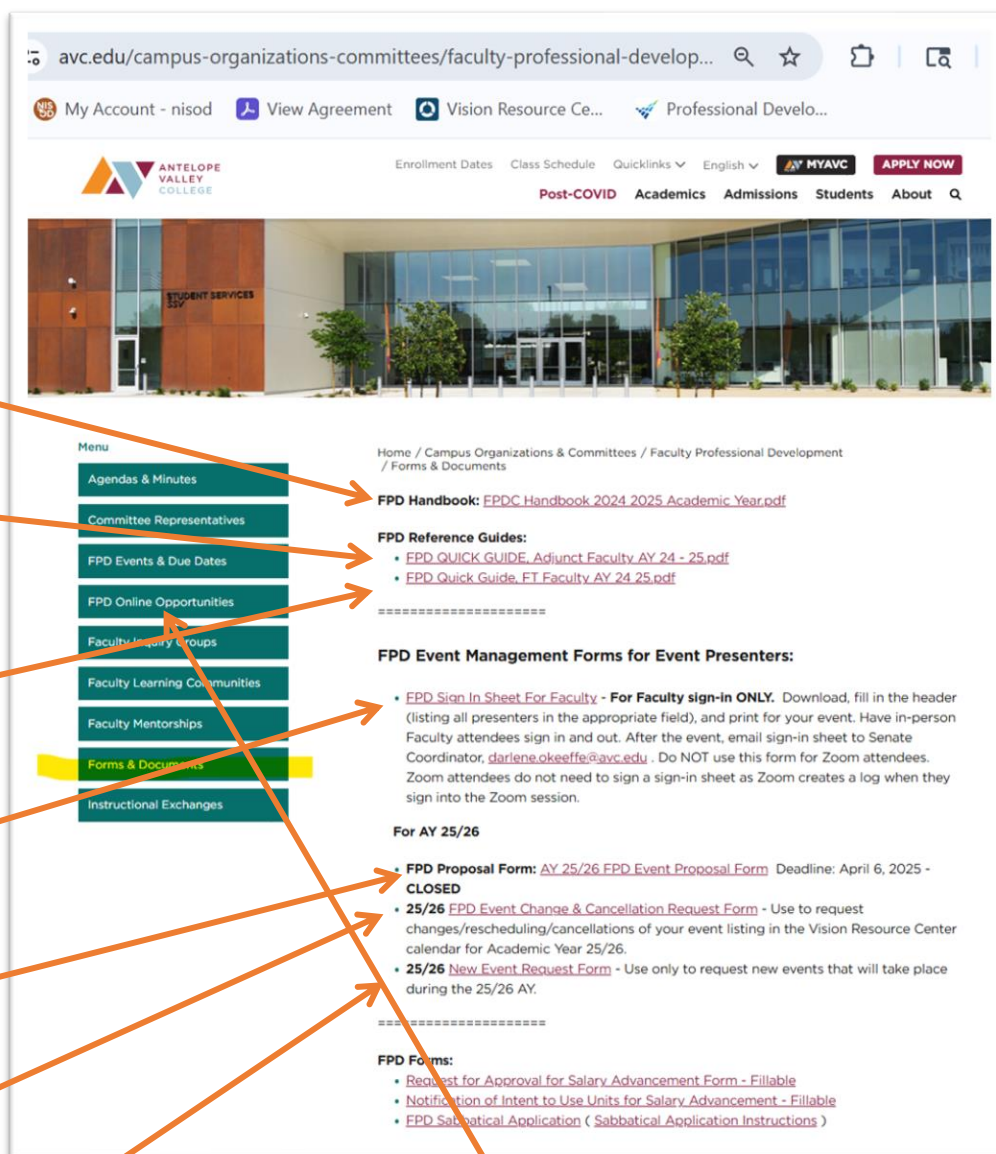 avc.edu/campus-organizations-committees/faculty-professional-develop...
My Account - nisod View Agreement Vision Resource Ce... Professional Develo...
ANTELOPE
VALLEY
COLLEGE
Enrollment Dates Class Schedule Quicklinks English MYAVC APPLY NOW
Post-COVID Academics Admissions Students About
STUDENT SERVICES
SSV
Menu
Agendas & Minutes
Committee Representatives
FPD Events & Due Dates
FPD Online Opportunities
Faculty Inquiry Groups
Faculty Learning Communities
Faculty Mentorships
Forms & Documents
Instructional Exchanges
Home / Campus Organizations & Committees / Faculty Professional Development
/ Forms & Documents
FPD Handbook: FPDC Handbook 2024 2025 Academic Year.pdf
FPD Reference Guides:
• FPD QUICK GUIDE, Adjunct Faculty AY 24 - 25.pdf
• FPD Quick Guide, FT Faculty AY 24 25.pdf
=====================
FPD Event Management Forms for Event Presenters:
• FPD Sign In Sheet For Faculty - For Faculty sign-in ONLY. Download, fill in the header
(listing all presenters in the appropriate field), and print for your event. Have in-person
Faculty attendees sign in and out. After the event, email sign-in sheet to Senate
Coordinator, darlene.okeeffe@avc.edu . Do NOT use this form for Zoom attendees.
Zoom attendees do not need to sign a sign-in sheet as Zoom creates a log when they
sign into the Zoom session.
For AY 25/26
• FPD Proposal Form: AY 25/26 FPD Event Proposal Form Deadline: April 6, 2025 -
CLOSED
• 25/26 FPD Event Change & Cancellation Request Form - Use to request
changes/rescheduling/cancellations of your event listing in the Vision Resource Center
calendar for Academic Year 25/26.
• 25/26 New Event Request Form - Use only to request new events that will take place
during the 25/26 AY.
=====================
FPD Forms:
• Request for Approval for Salary Advancement Form - Fillable
• Notification of Intent to Use Units for Salary Advancement - Fillable
• FPD Sabbatical Application ( Sabbatical Application Instructions )